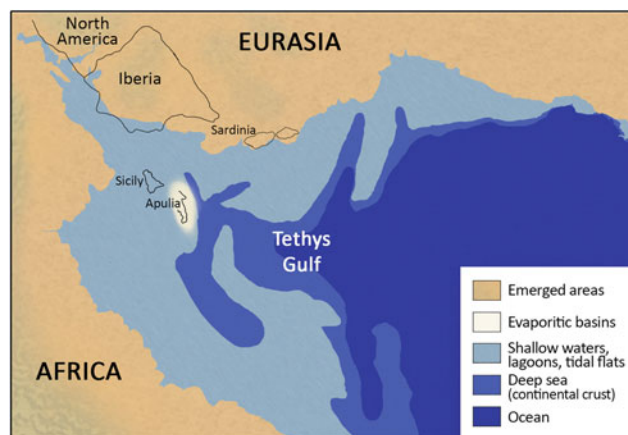 North
America
EURASIA
Iberia
Sardinia
Sicily
Apulia
Tethys
Gulf
AFRICA
Emerged areas
Evaporitic basins
Shallow waters,
lagoons, tidal flats
Deep sea
(continental crust)
Ocean